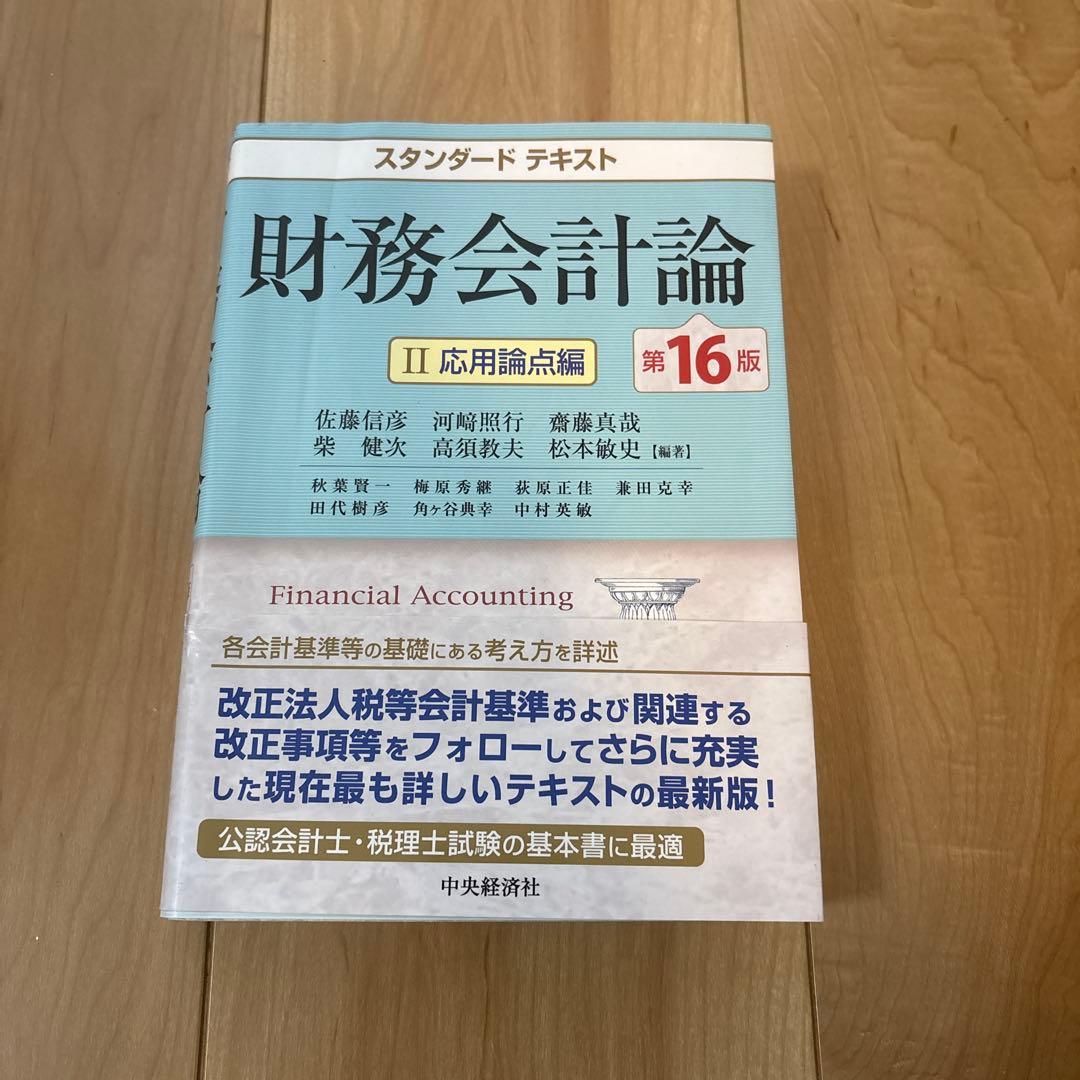 スタンダード テキスト
財務会計論
Ⅱ 応用論点編
第16版
佐藤信彦 河﨑照行 齋藤真哉
柴 健次 高須教夫 松本敏史【編著】
秋葉賢一 梅原秀継 荻原正佳 兼田克幸
田代樹彦 角ヶ谷典幸 中村英敏
Financial Accounting
各会計基準等の基礎にある考え方を詳述
改正法人税等会計基準および関連する
改正事項等をフォローしてさらに充実
した現在最も詳しいテキストの最新版！
公認会計士・税理士試験の基本書に最適
中央経済社